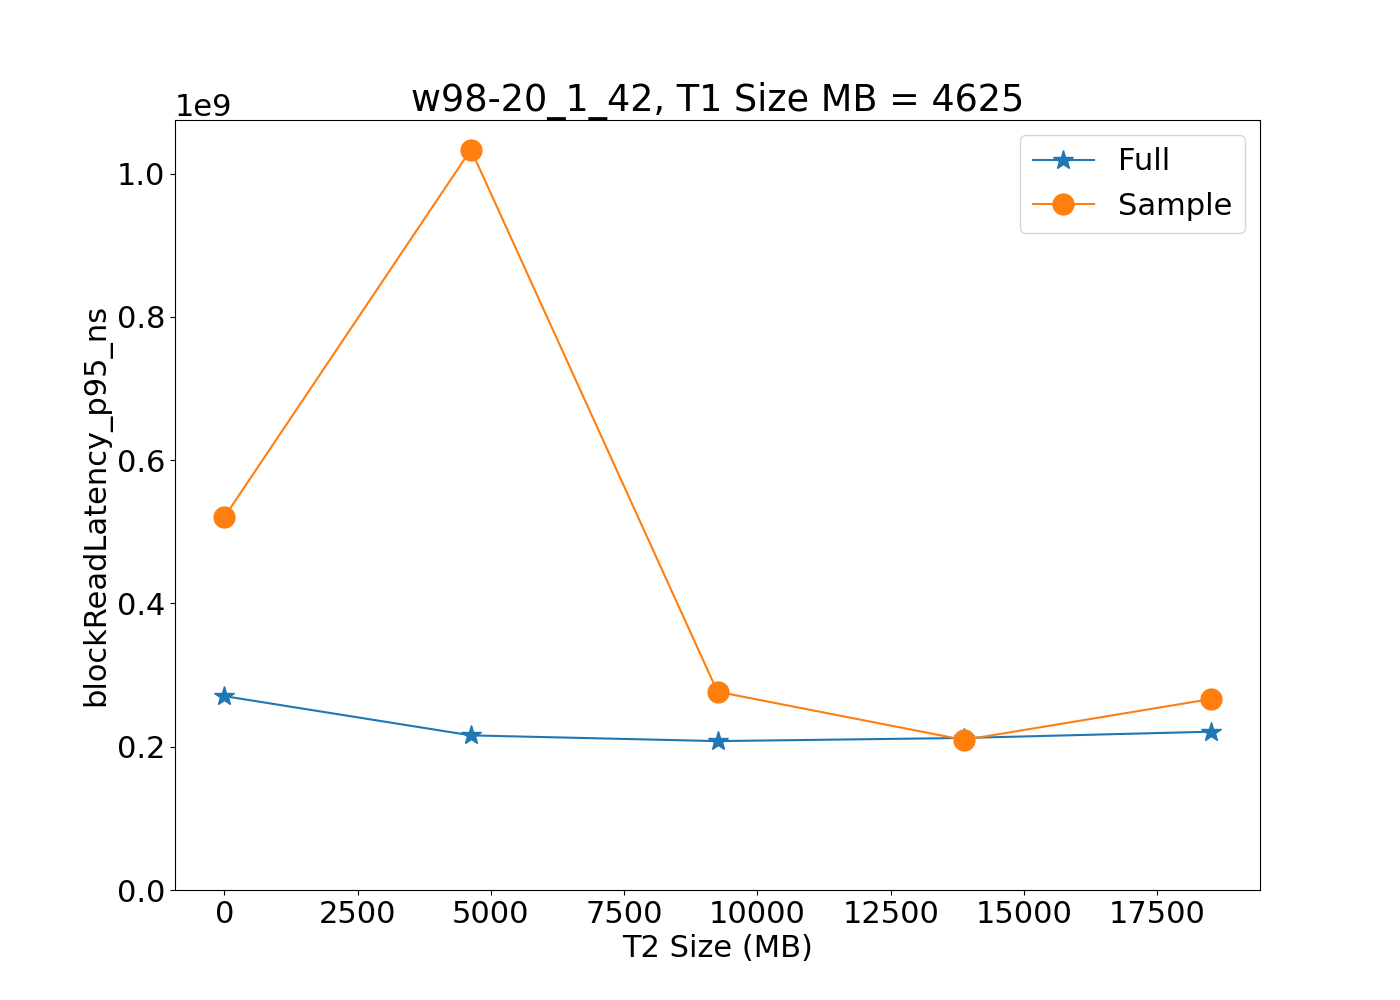 w98-20_1_42, T1 Size MB = 4625
1e9
Full
Sample
1.0
0.8
0.6
0.4
0.2
0.0
blockReadLatency_p95_ns
0 2500 5000 7500 10000 12500 15000 17500
T2 Size (MB)